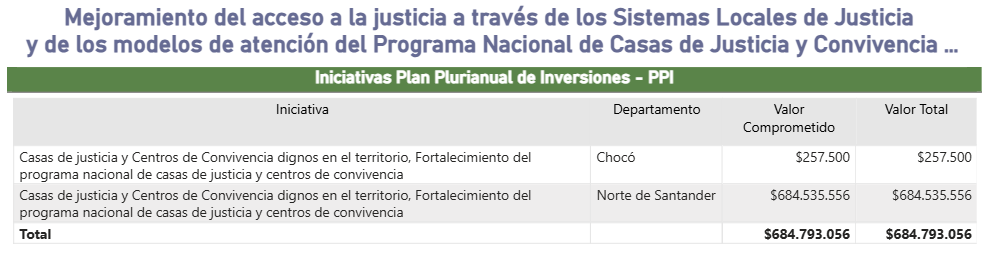 Mejoramiento del acceso a la justicia a través de los Sistemas Locales de Justicia
y de los modelos de atención del Programa Nacional de Casas de Justicia y Convivencia ...
Iniciativas Plan Plurianual de Inversiones - PPI
Iniciativa Departamento Valor Comprometido Valor Total
Casas de justicia y Centros de Convivencia dignos en el territorio, Fortalecimiento del Chocó $257.500 $257.500
programa nacional de casas de justicia y centros de convivencia
Casas de justicia y Centros de Convivencia dignos en el territorio, Fortalecimiento del Norte de Santander $684.535.556 $684.535.556
programa nacional de casas de justicia y centros de convivencia
Total $684.793.056 $684.793.056